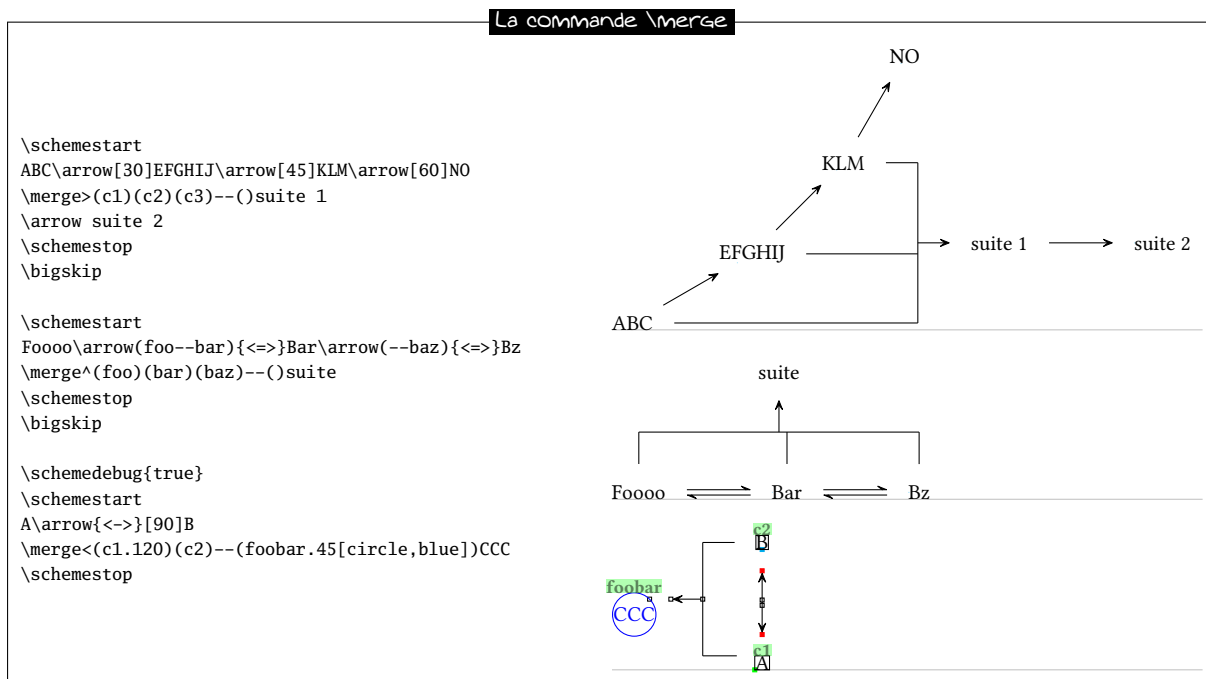 La commande \merge
\schemestart
ABC\arrow[30]EFGHIJ\arrow[45]KLM\arrow[60]NO
\merge>(c1)(c2)(c3)--()suite 1
\arrow suite 2
\schemestop
\bigskip
\schemestart
Foooo\arrow(foo--bar){<=>}Bar\arrow(--baz){<=>}Bz
\merge^(foo)(bar)(baz)--()suite
\schemestop
\bigskip
\schemedebug{true}
\schemestart
A\arrow{<->}[90]B
\merge<(c1.120)(c2)--(foobar.45[circle,blue])CCC
\schemestop
NO
KLM
suite 1 suite 2
EFGHIJ
ABC
suite
Foooo Bar Bz
c2
B
foobar
CCC
c1
A